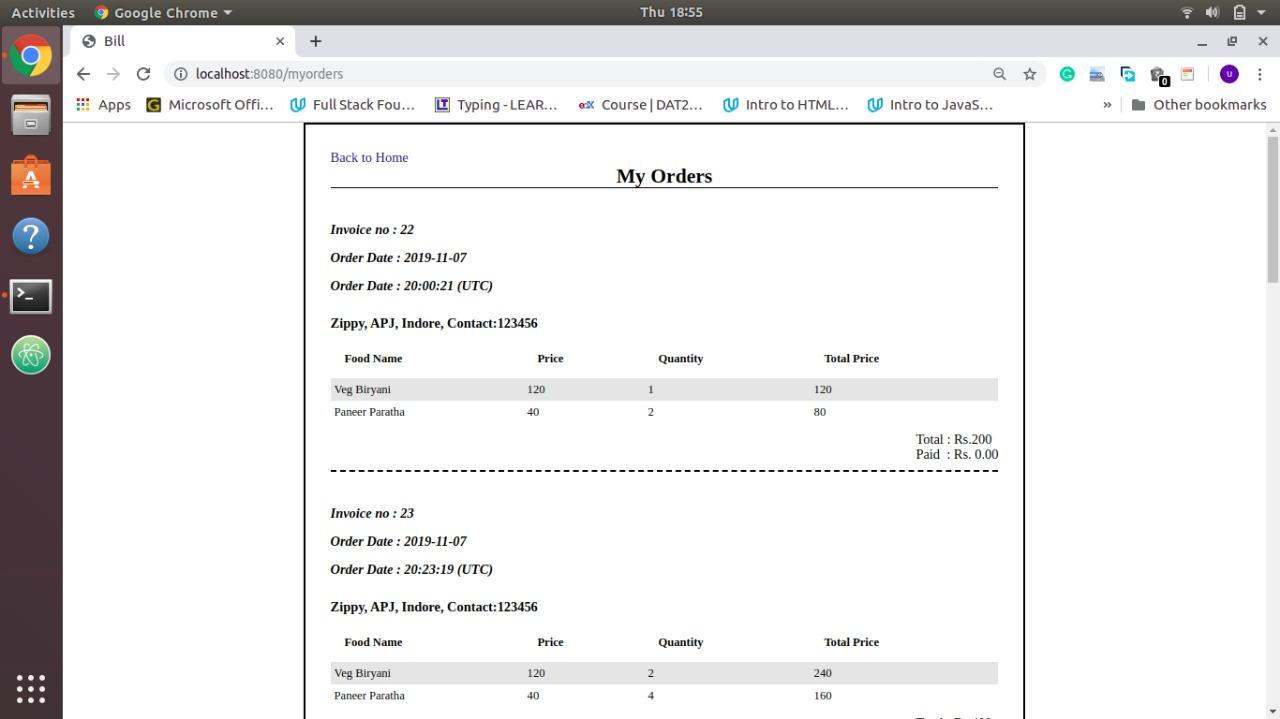 Activities Google Chrome Thu 18:55
Bill
localhost:8080/myorders
0 U
Apps G Microsoft Offi... Full Stack Fou... LT Typing - LEAR... edX Course | DAT2... Intro to HTML... Intro to JavaS... » Other bookmarks
Back to Home
My Orders
Invoice no : 22
Order Date : 2019-11-07
Order Date : 20:00:21 (UTC)
Zippy, APJ, Indore, Contact:123456
Food Name Price Quantity Total Price
Veg Biryani 120 1 120
Paneer Paratha 40 2 80
Total : Rs.200
Paid : Rs. 0.00
Invoice no : 23
Order Date : 2019-11-07
Order Date : 20:23:19 (UTC)
Zippy, APJ, Indore, Contact:123456
Food Name Price Quantity Total Price
Veg Biryani 120 2 240
Paneer Paratha 40 4 160